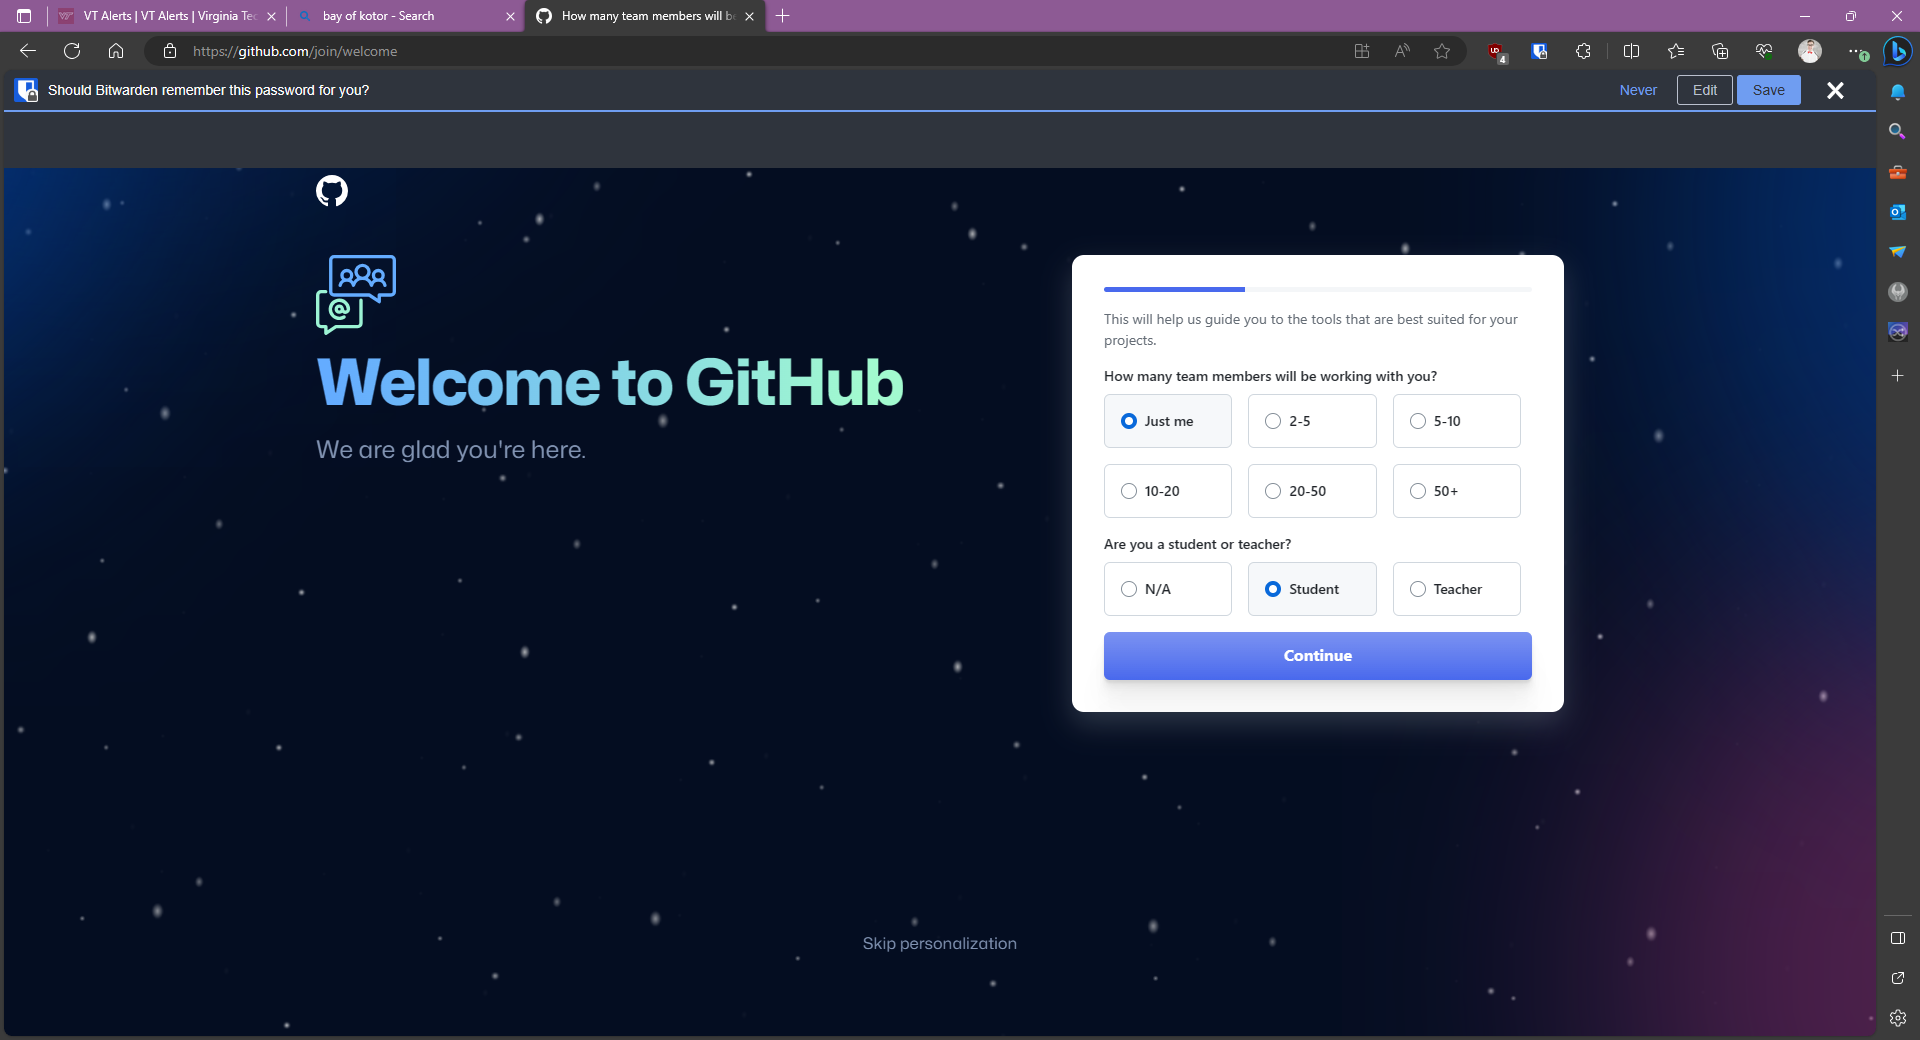 VT Alerts | VT Alerts | Virginia Tec
bay of kotor - Search
How many team members will be
https://github.com/join/welcome
4
1
Should Bitwarden remember this password for you?
Never
Edit
Save
Welcome to GitHub
We are glad you're here.
This will help us guide you to the tools that are best suited for your
projects.
How many team members will be working with you?
Just me
2-5
5-10
10-20
20-50
50+
Are you a student or teacher?
N/A
Student
Teacher
Continue
Skip personalization